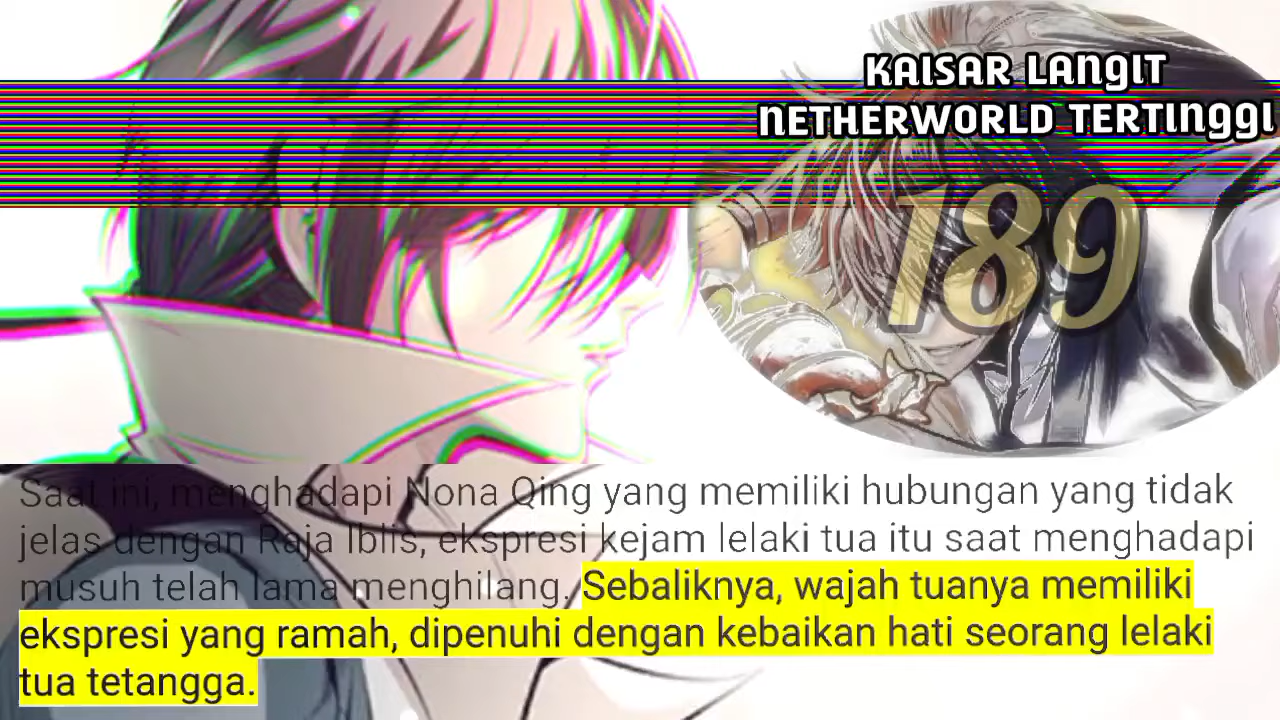 KAISAR LANGIT
NETHERWORLD TERTINGGI
189
Saat ini, menghadapi Nona Qing yang memiliki hubungan yang tidak
jelas dengan Raja Iblis, ekspresi kejam lelaki tua itu saat menghadapi
musuh telah lama menghilang. Sebaliknya, wajah tuanya memiliki
ekspresi yang ramah, dipenuhi dengan kebaikan hati seorang lelaki
tua tetangga.